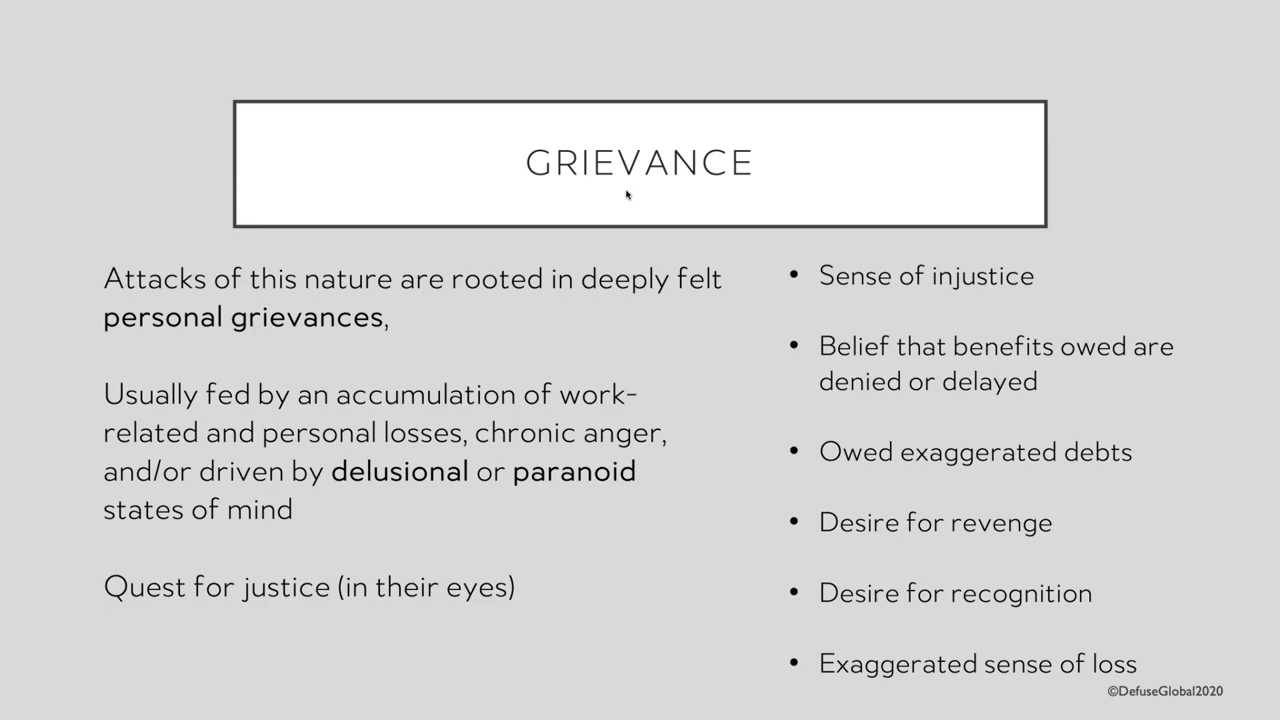 GRIEVANCE
Attacks of this nature are rooted in deeply felt
personal grievances,
Usually fed by an accumulation of work-
related and personal losses, chronic anger,
and/or driven by delusional or paranoid
states of mind
Quest for justice (in their eyes)
• Sense of injustice
• Belief that benefits owed are
denied or delayed
• Owed exaggerated debts
• Desire for revenge
• Desire for recognition
• Exaggerated sense of loss
©DefuseGlobal2020